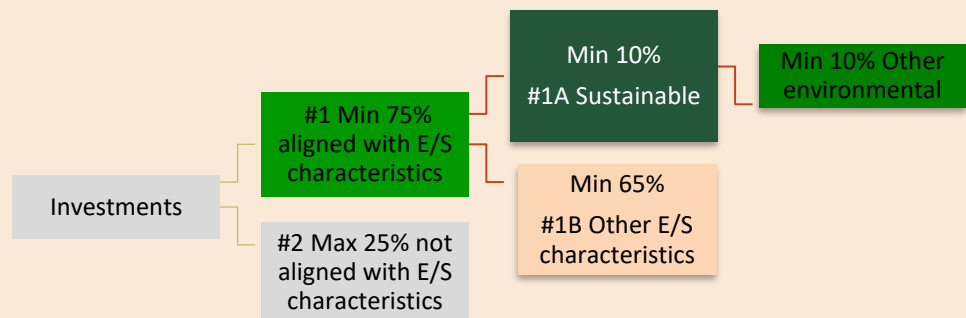 Investments
#1 Min 75%
aligned with E/S
characteristics
#2 Max 25% not
aligned with E/S
characteristics
Min 10%
#1A Sustainable
Min 65%
#1B Other E/S
characteristics
Min 10% Other
environmental